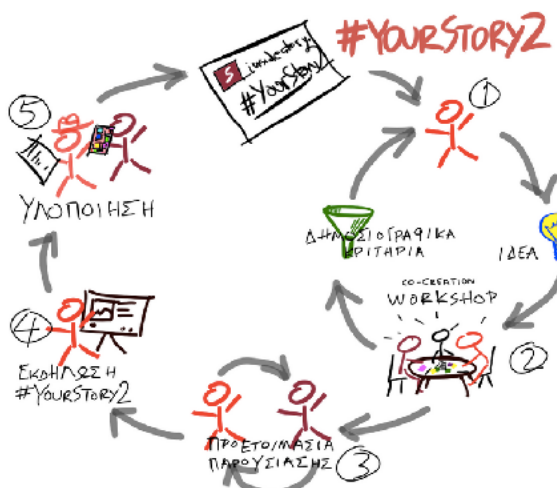 #YOURSTORY2
S
#YourStory2
1
ΔΗΜΟΣΙΟΓΡΑΦΙΚΑ
ΚΡΙΤΗΡΙΑ
ΙΔΕΑ
CO-CREATION
WORKSHOP
2
ΠΡΟΕΤΟΙΜΑΣΙΑ
ΠΑΡΟΥΣΙΑΣΗΣ
3
4
ΕΚΔΗΛΩΣΗ
#YOURSTORY2
5
ΥΛΟΠΟΙΗΣΗ